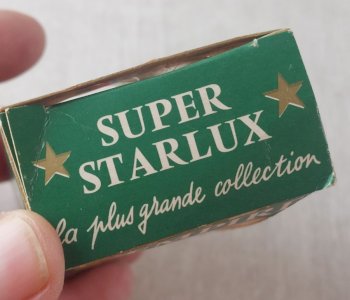 SUPER
STARLUX
la plus grande collection